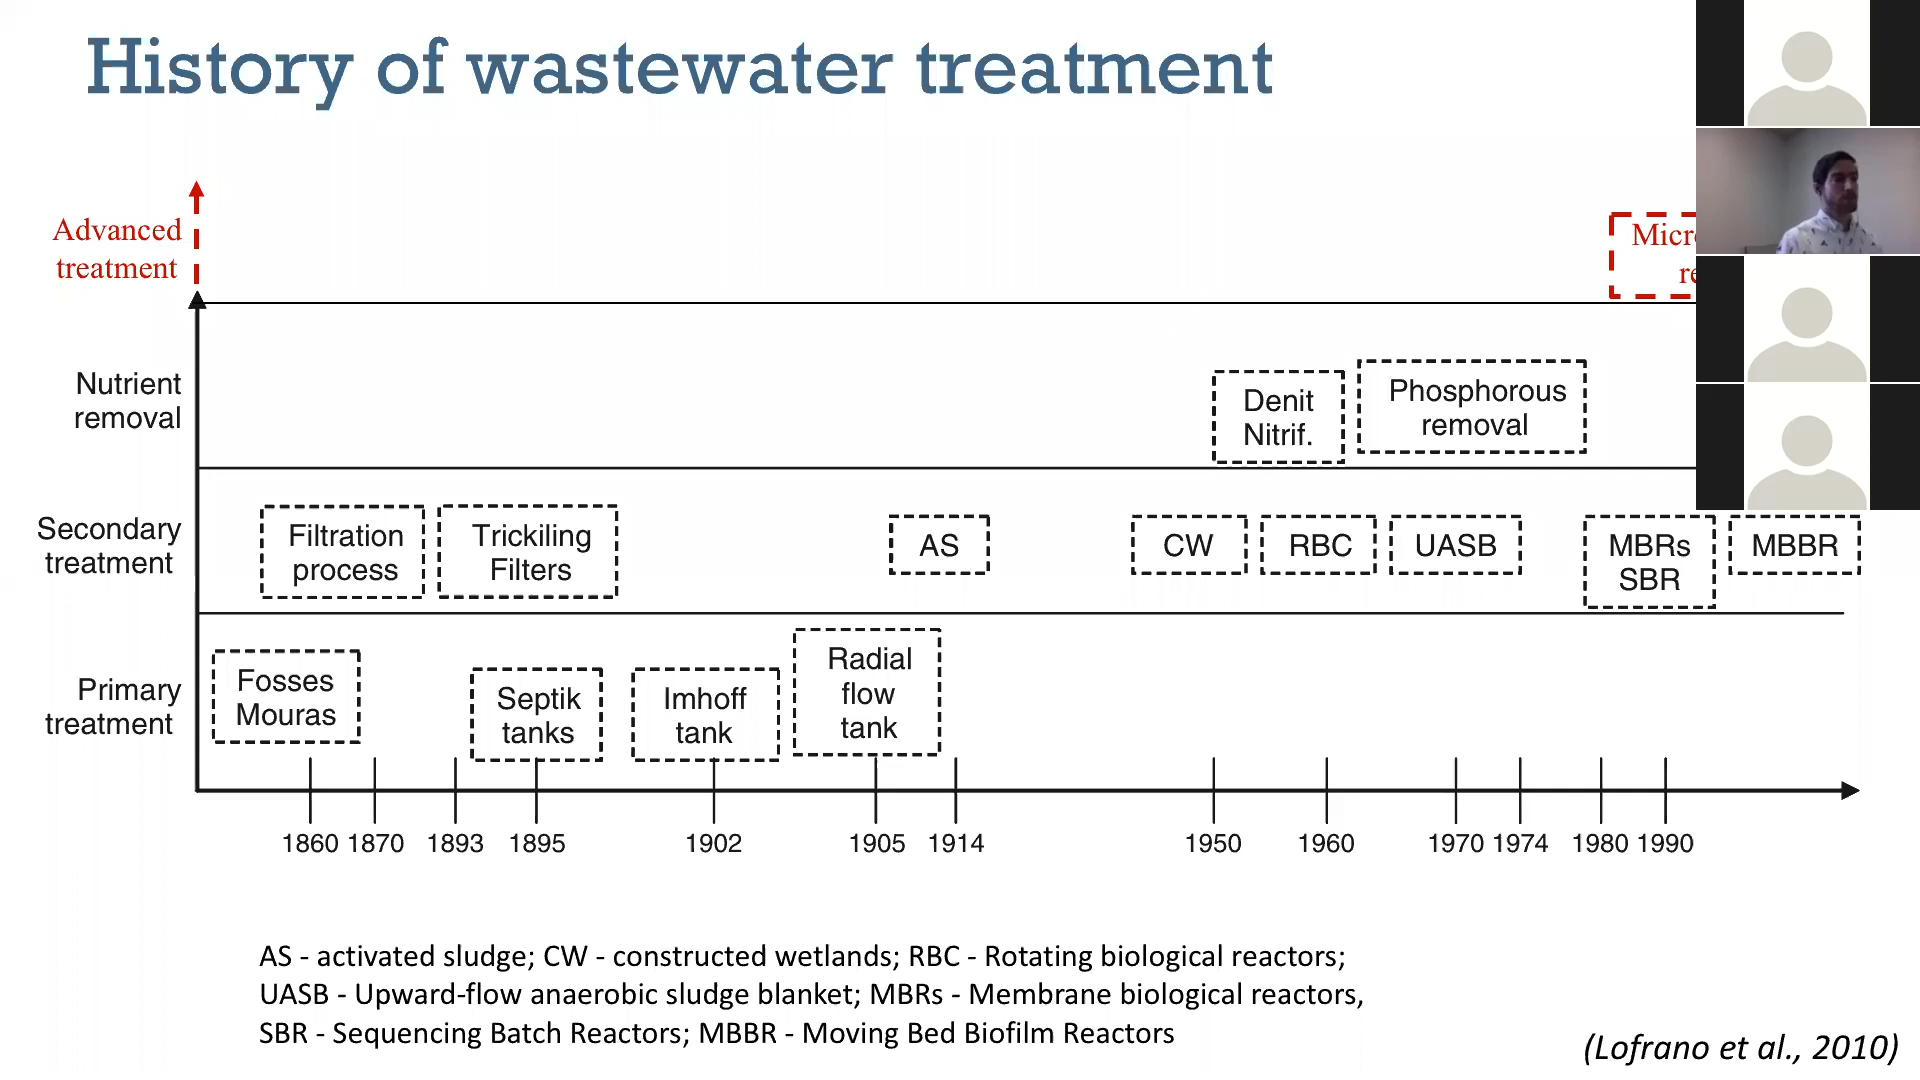 History of wastewater treatment
Advanced
treatment
Nutrient
removal
Denit
Nitrif.
Phosphorous
removal
Secondary
treatment
Filtration
process
Trickiling
Filters
AS
CW
RBC
UASB
MBRs
SBR
MBBR
Primary
treatment
Fosses
Mouras
Septik
tanks
Imhoff
tank
Radial
flow
tank
1860 1870 1893 1895 1902 1905 1914 1950 1960 1970 1974 1980 1990
AS - activated sludge; CW - constructed wetlands; RBC - Rotating biological reactors;
UASB - Upward-flow anaerobic sludge blanket; MBRs - Membrane biological reactors,
SBR - Sequencing Batch Reactors; MBBR - Moving Bed Biofilm Reactors
(Lofrano et al., 2010)